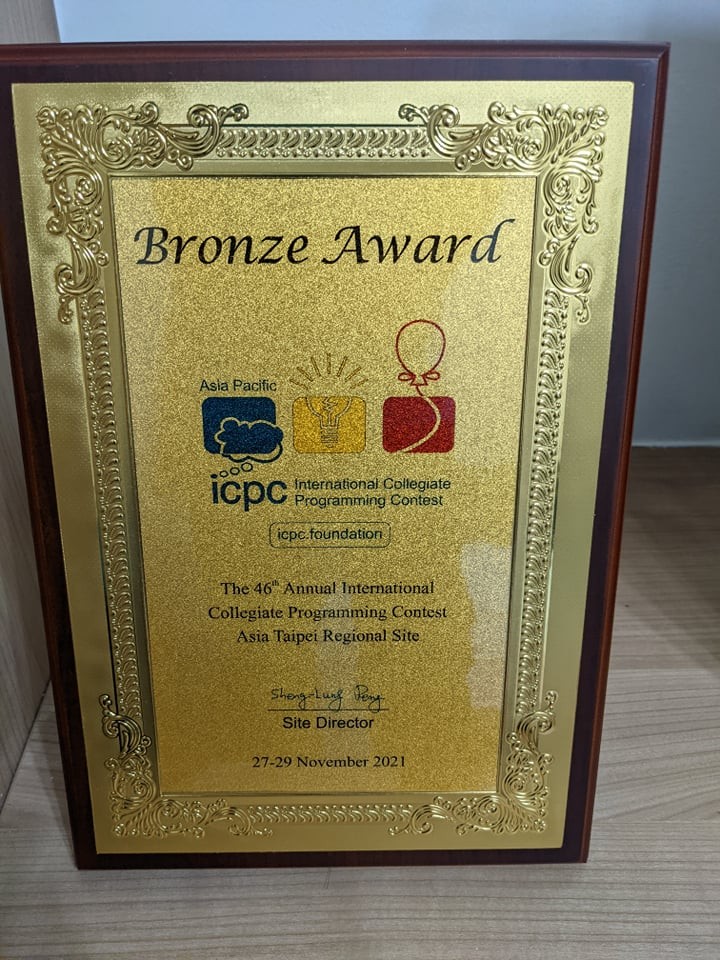 Bronze Award
Asia Pacific
icpc International Collegiate
Programming Contest
icpc.foundation
The 46th Annual International
Collegiate Programming Contest
Asia Taipei Regional Site
Sheng-Lung Peng
Site Director
27-29 November 2021